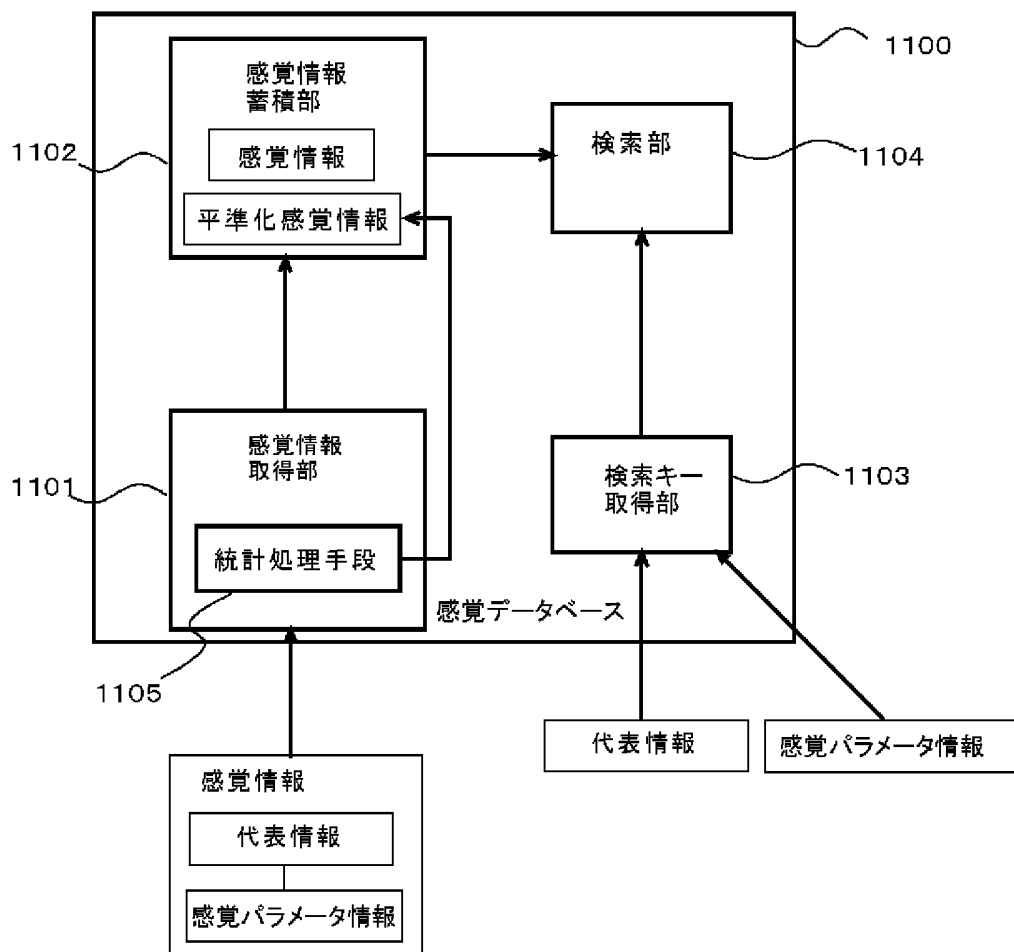 1100
感覚情報
蓄積部
1102
感覚情報
平準化感覚情報
検索部
1104
感覚情報
取得部
1101
統計処理手段
検索キー
取得部
1103
感覚データベース
1105
代表情報
感覚パラメータ情報
感覚情報
代表情報
感覚パラメータ情報